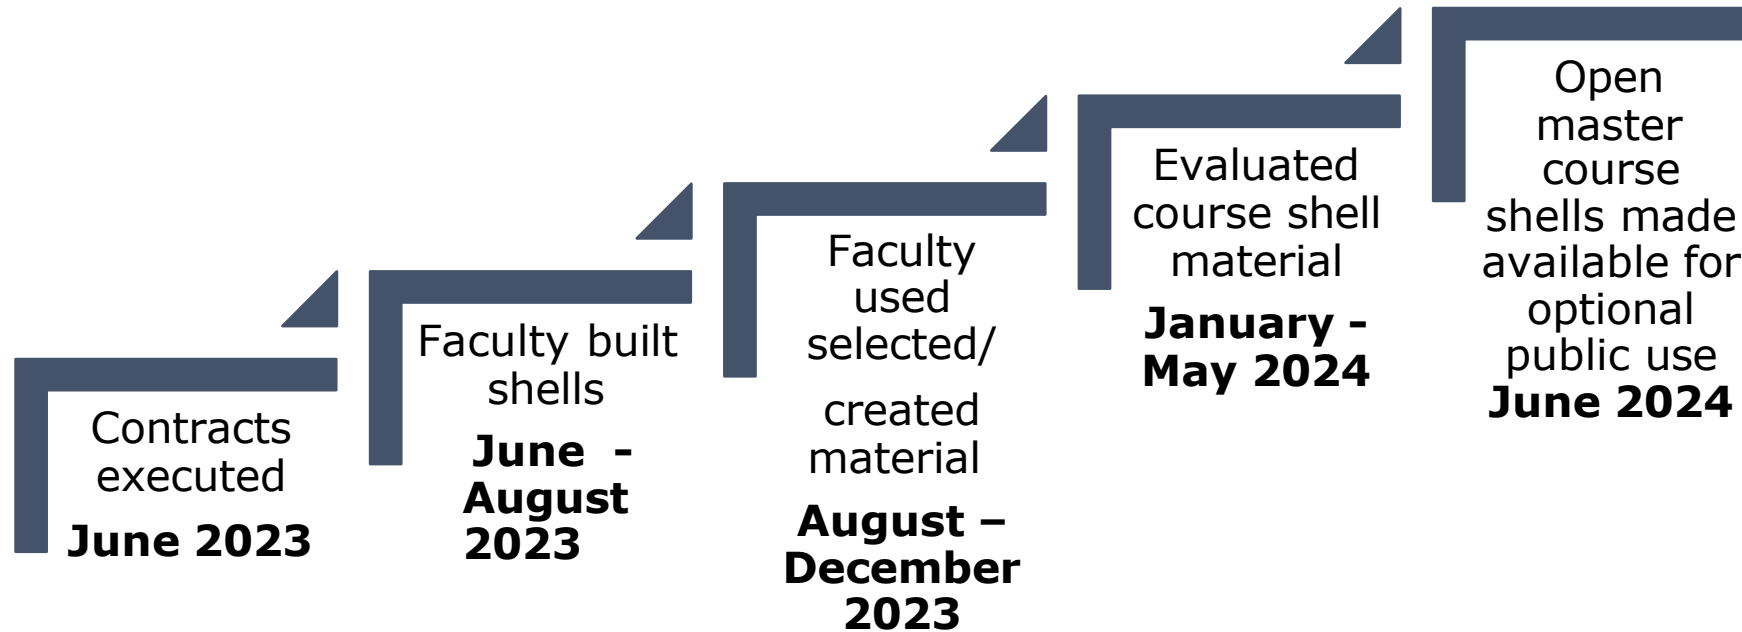 Contracts
executed
June 2023
Faculty built
shells
June -
August
2023
Faculty
used
selected/
created
material
August –
December
2023
Evaluated
course shell
material
January -
May 2024
Open
master
course
shells made
available for
optional
public use
June 2024